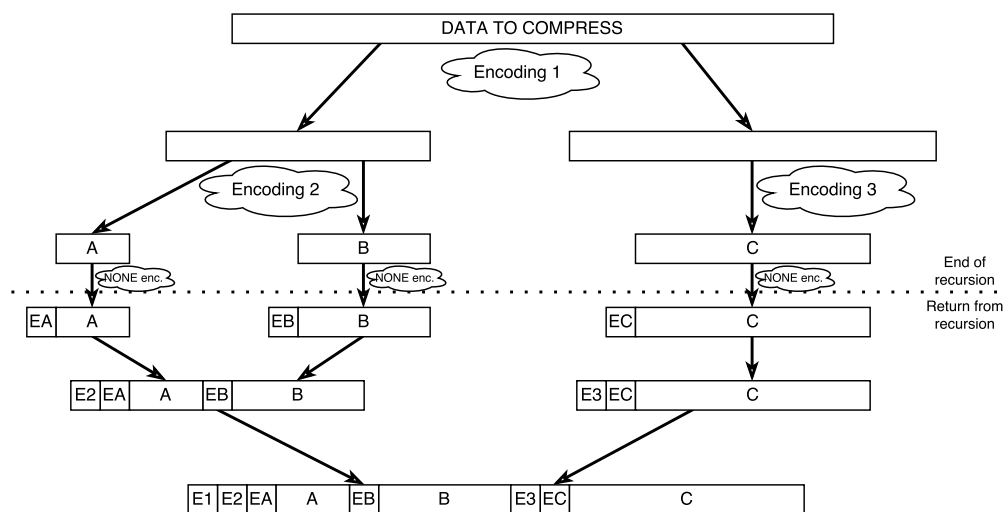 DATA TO COMPRESS
Encoding 1
Encoding 2
Encoding 3
A
B
C
NONE enc.
NONE enc.
NONE enc.
End of
recursion
Return from
recursion
EA A
EB B
EC C
E2 EA A EB B
E3 EC C
E1 E2 EA A EB B E3 EC C